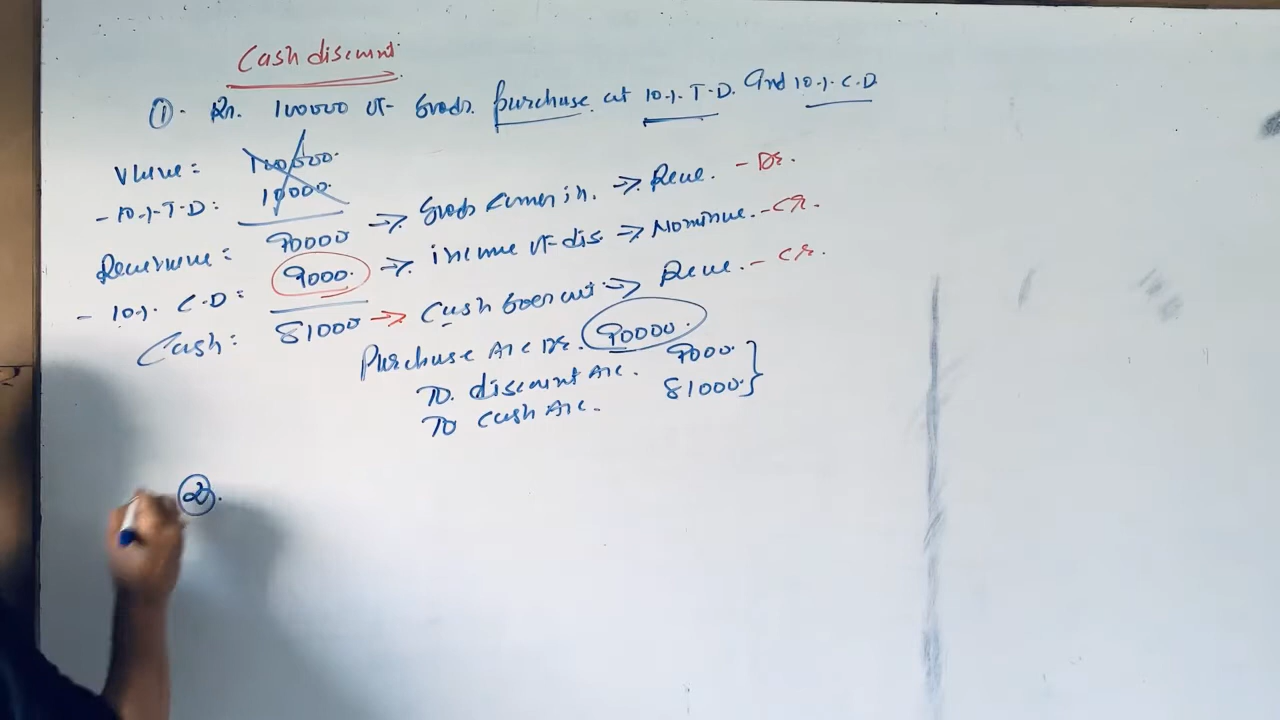 Cash discount
①. Rs. 100000 of Goods purchase at 10% T.D. and 10% C.D
Value = 100000.
- 10% T.D: 10000.
90000 → Goods comes in. → Real. - Dr.
- 10% C.D: 9000. → income of dis → Nominal. - Cr.
Cash: 81000 → Cash Goes out → Real. - Cr.
Purchase A/c Dr. 90000.
To discount A/c. 9000.
To cash A/c. 81000.
②.